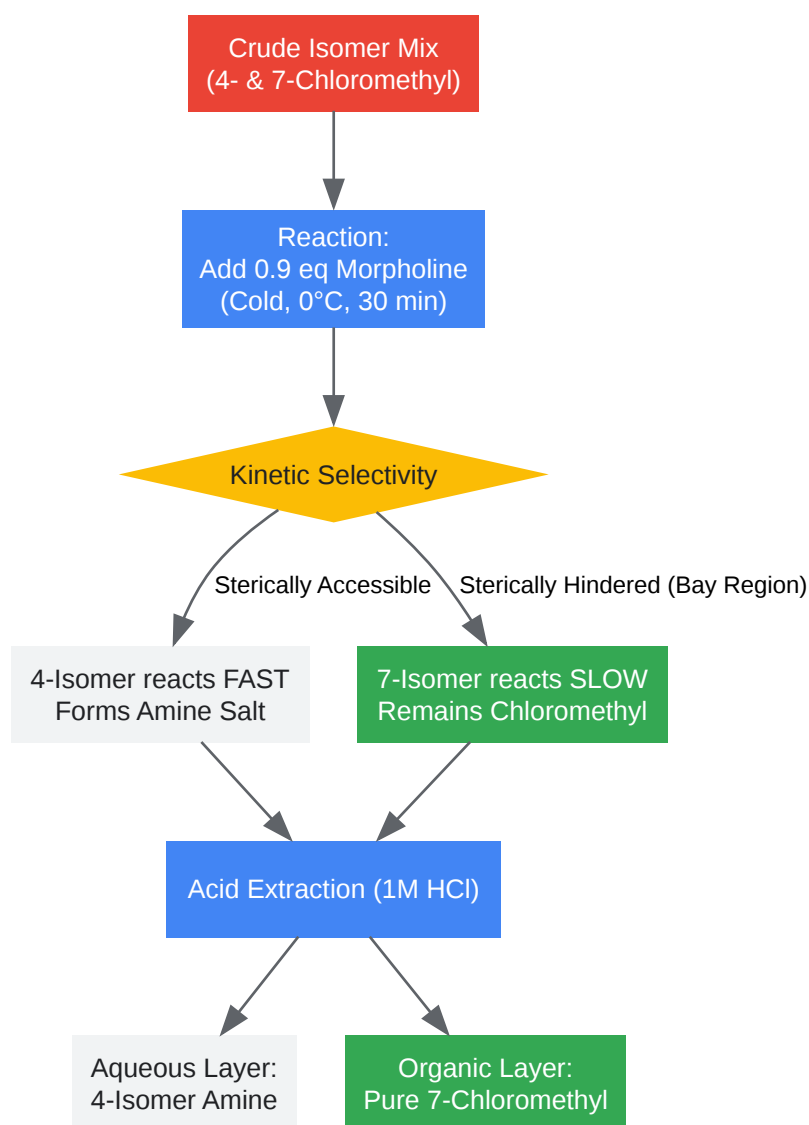 Crude Isomer Mix
(4- & 7-Chloromethyl)
Reaction:
Add 0.9 eq Morpholine
(Cold, 0°C, 30 min)
Kinetic Selectivity
Sterically Accessible
Sterically Hindered (Bay Region)
4-Isomer reacts FAST
Forms Amine Salt
7-Isomer reacts SLOW
Remains Chloromethyl
Acid Extraction (1M HCl)
Aqueous Layer:
4-Isomer Amine
Organic Layer:
Pure 7-Chloromethyl